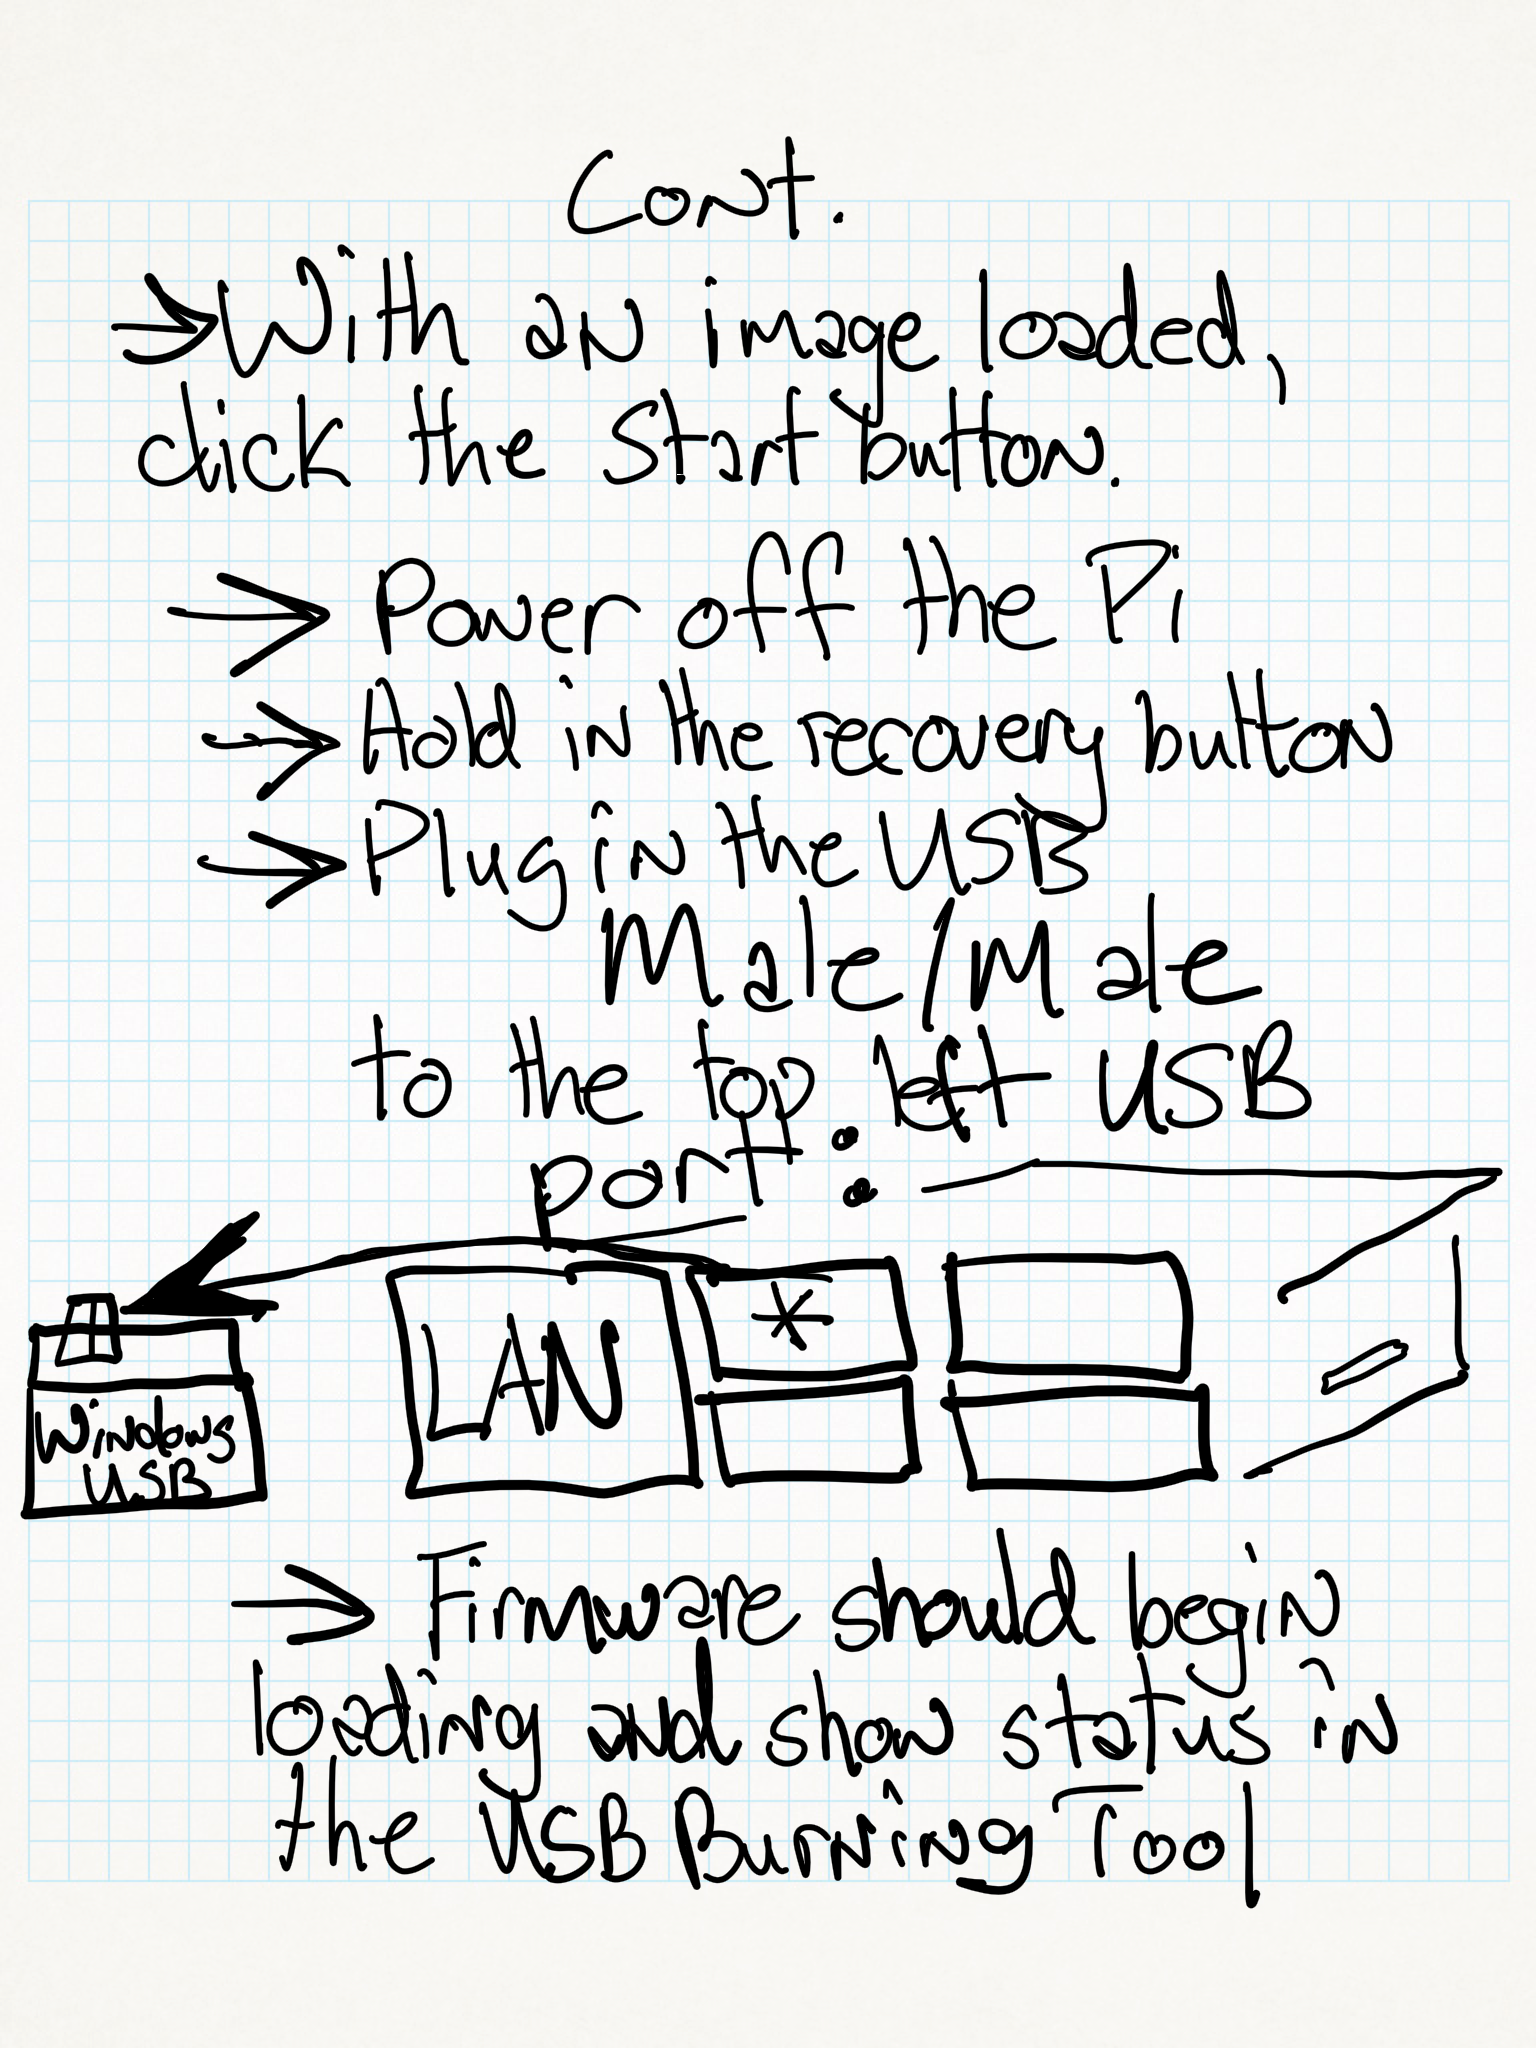 Cont.
→ With an image loaded,
click the Start button.
→ Power off the Pi
→ Hold in the recovery button
→ Plug in the USB
Male/Male
to the top left USB
port:
LAN
*
Windows
USB
→ Firmware should begin
loading and show status in
the USB Burning Tool